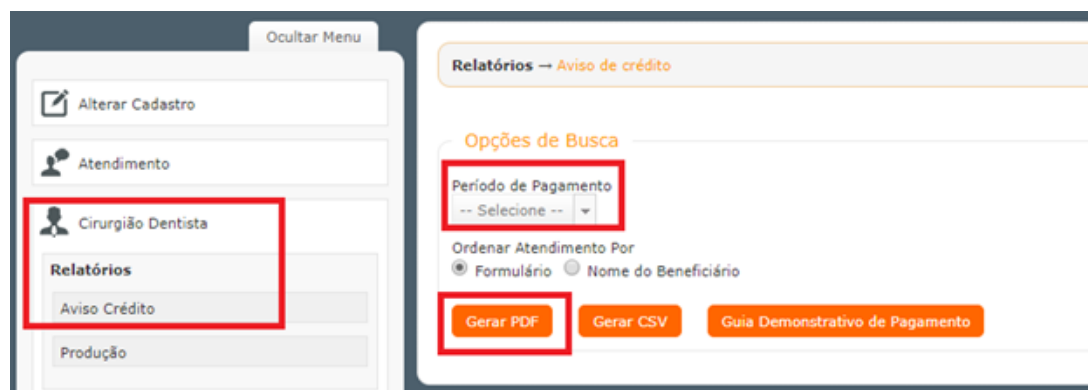 Ocultar Menu
Alterar Cadastro
Atendimento
Cirurgião Dentista
Relatórios
Aviso Crédito
Produção
Relatórios → Aviso de crédito
Opções de Busca
Período de Pagamento
-- Selecione --
Ordenar Atendimento Por
Formulário Nome do Beneficiário
Gerar PDF Gerar CSV Guia Demonstrativo de Pagamento